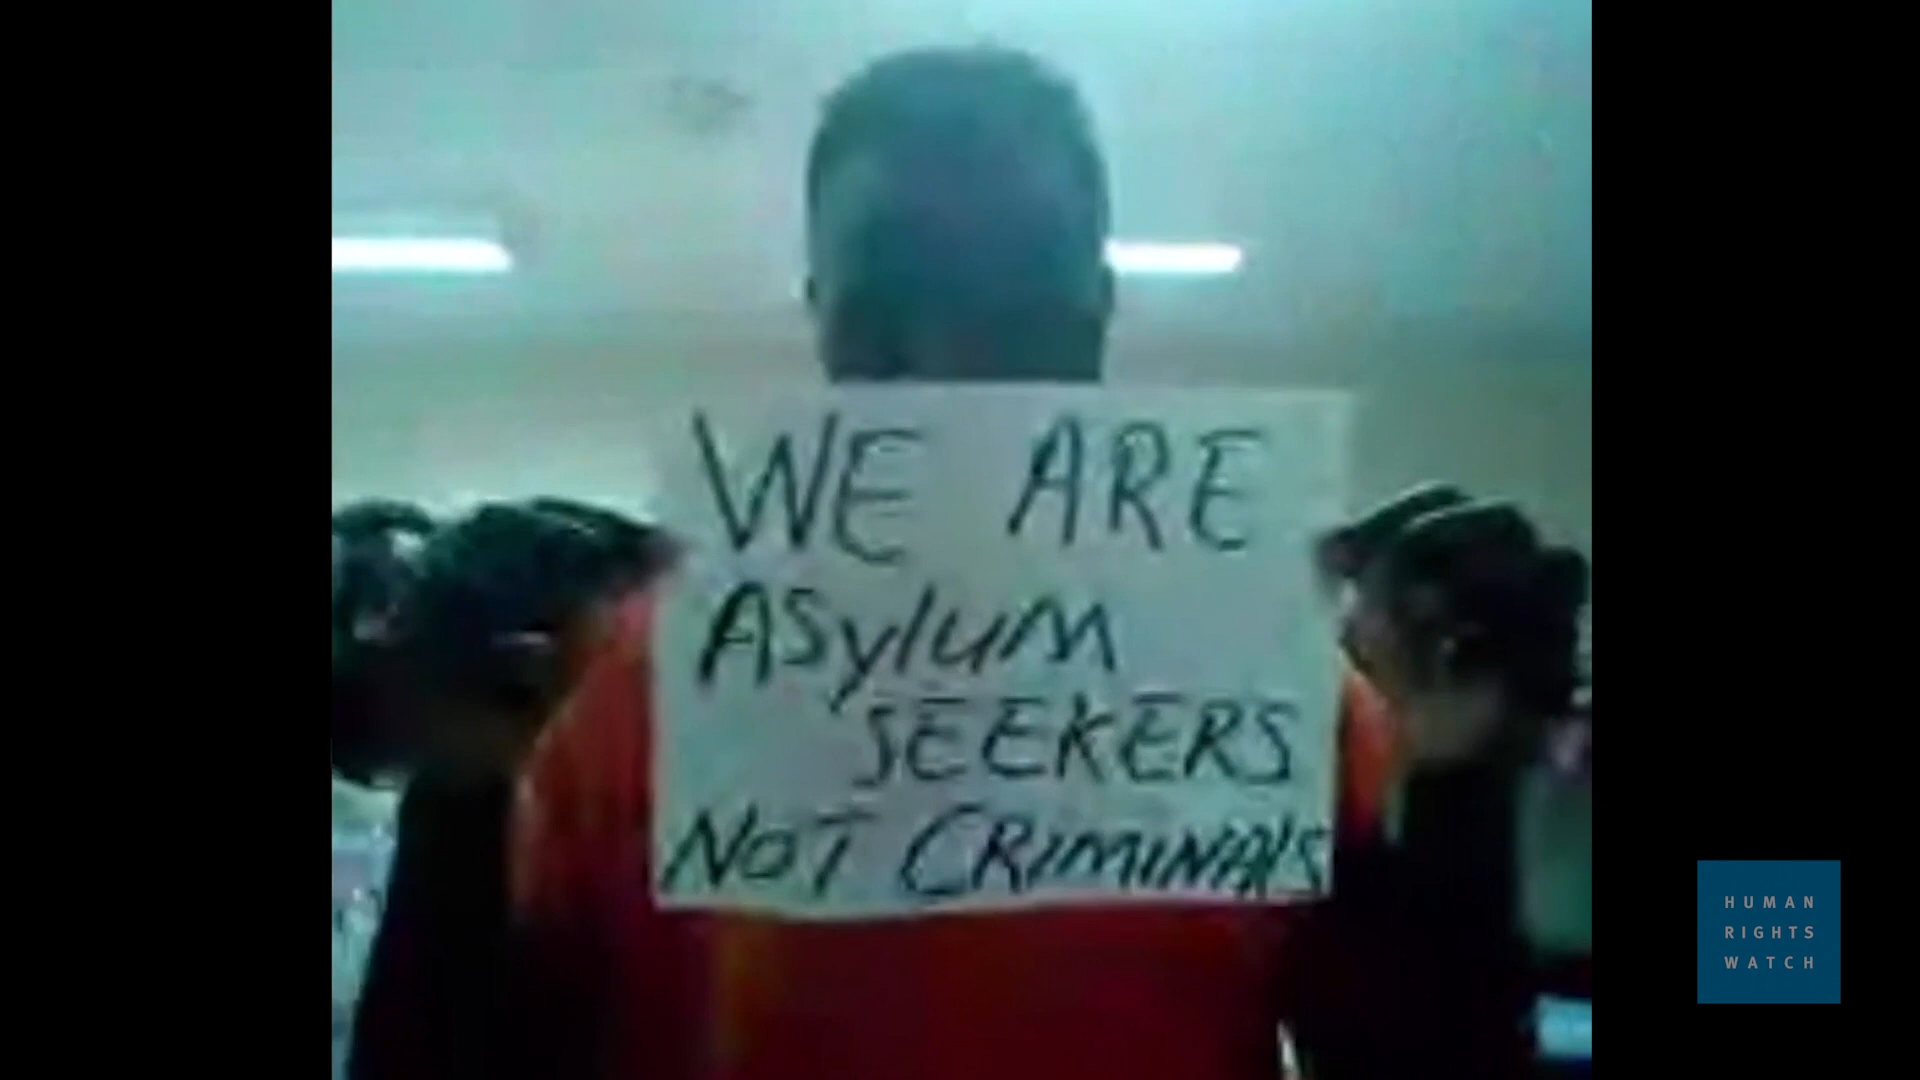 WE ARE
ASylUM
SEEKERS
NOT CRIMINAlS
HUMAN
RIGHTS
WATCH